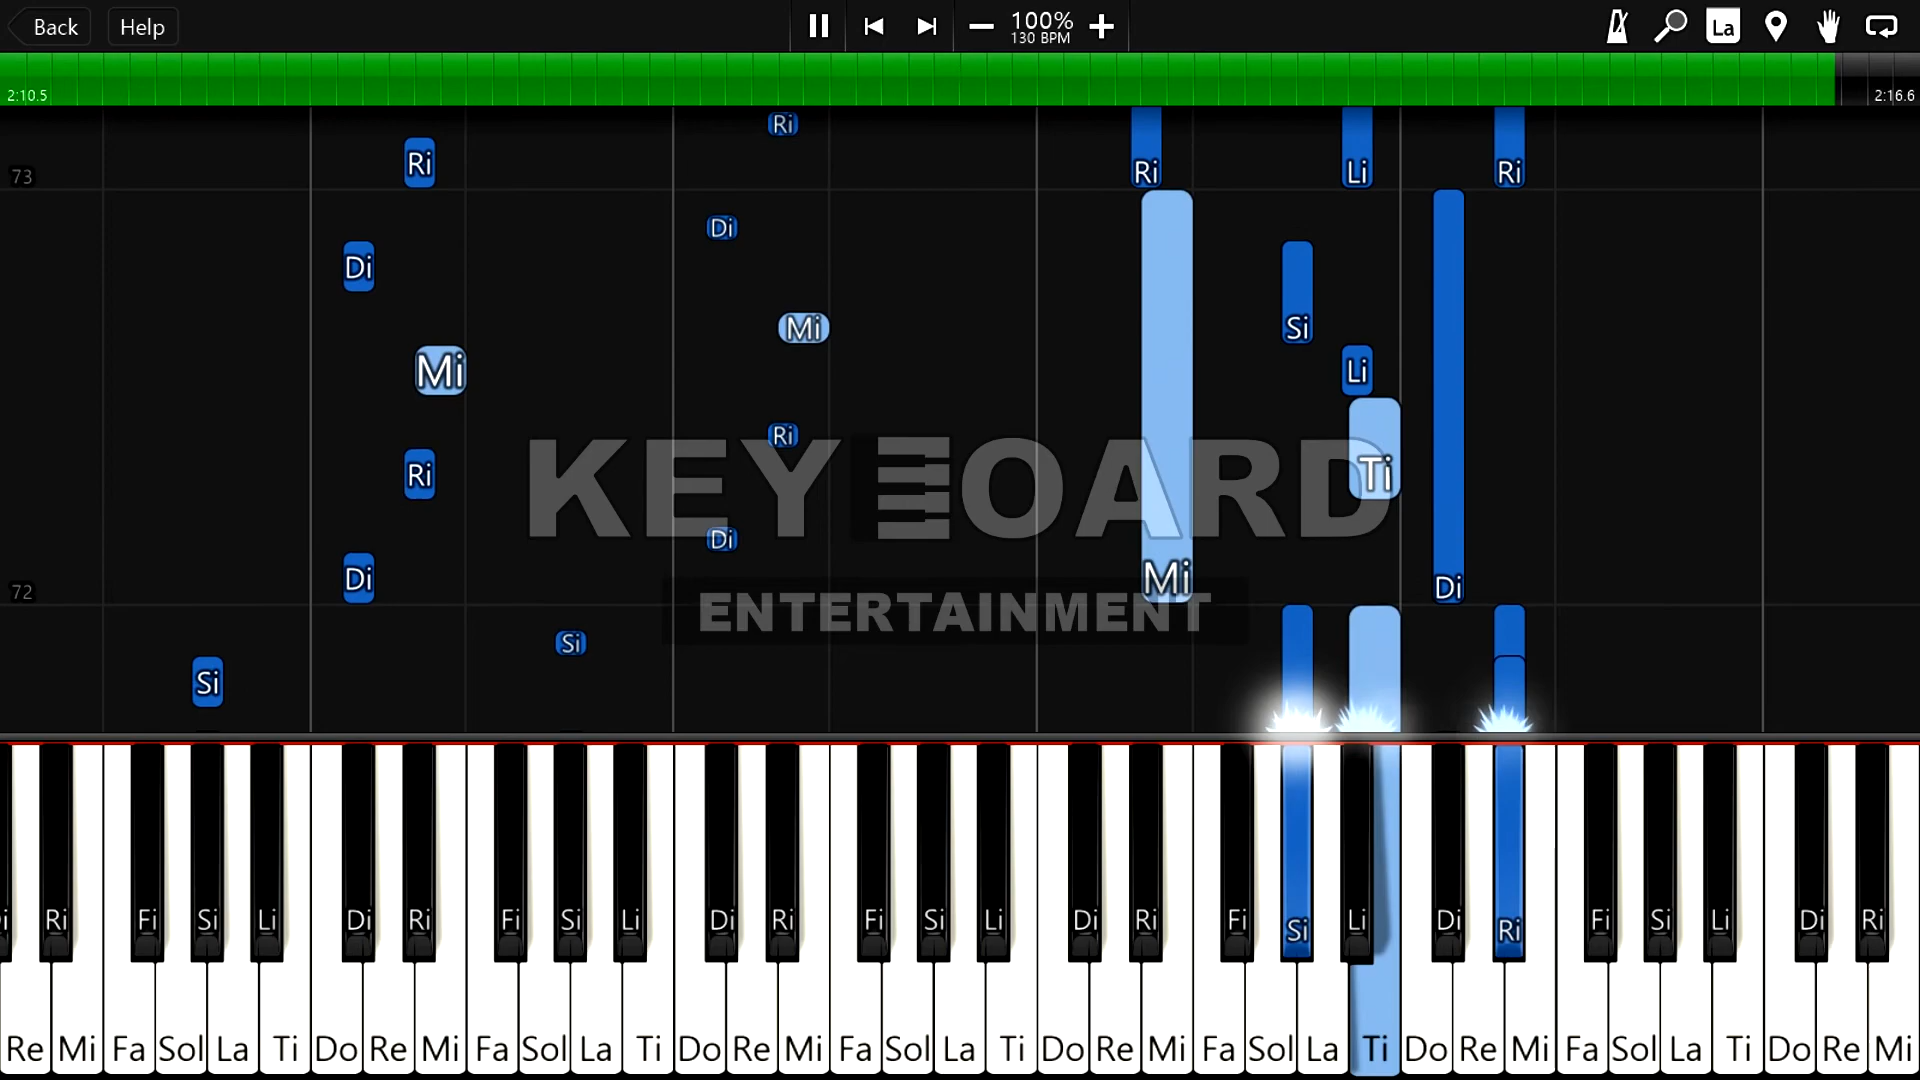 Back Help 100% La
130 BPM
2:10.5 2:16.6
Ri
Ri Ri Li Ri
73
Di
Di
Si
Mi
Mi Li
Ri
Ri Ti
KEYBOARD
Di
Di Mi Di
72
ENTERTAINMENT
Si
Si
Ri Fi Si Li Di Ri Fi Si Li Di Ri Fi Si Li Di Ri Fi Si Li Di Ri Fi Si Li Di Ri
Re Mi Fa Sol La Ti Do Re Mi Fa Sol La Ti Do Re Mi Fa Sol La Ti Do Re Mi Fa Sol La Ti Do Re Mi Fa Sol La Ti Do Re Mi